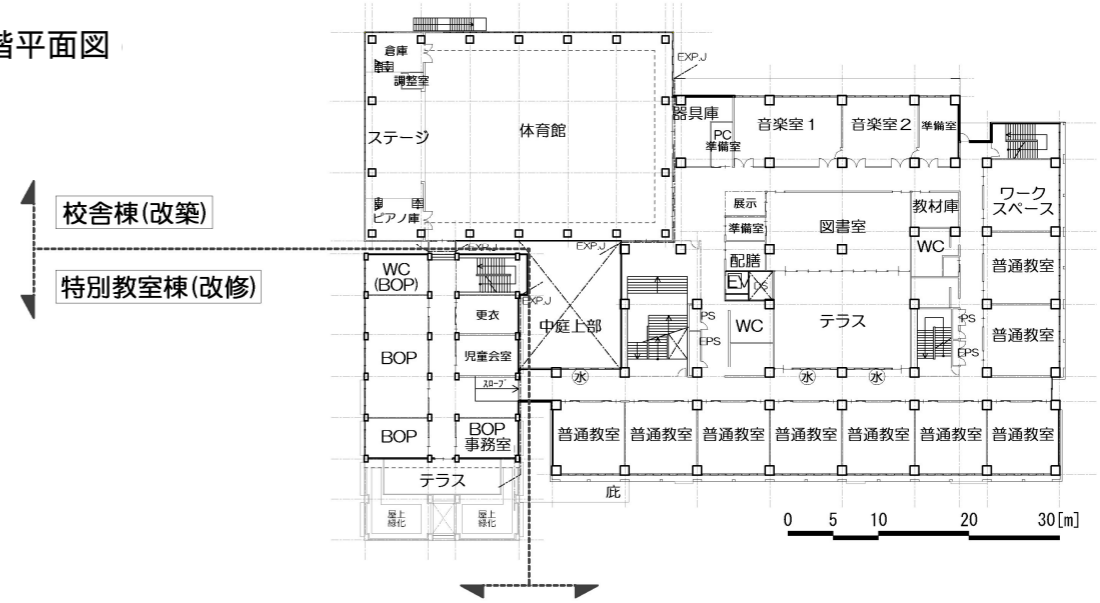 階平面図
倉庫
調整室
EXP.J
器具庫
PC
準備室
音楽室1
音楽室2
準備室
ステージ
体育館
ピアノ庫
展示
準備室
図書室
教材庫
ワーク
スペース
校舎棟(改築)
特別教室棟(改修)
EXP.J
EXP.J
WC
(BOP)
配膳
EV
DS
WC
普通教室
EXP.J
更衣
中庭上部
PS
EPS
WC
テラス
PS
EPS
普通教室
BOP
児童会室
スロープ
水
水
水
BOP
BOP
事務室
普通教室
普通教室
普通教室
普通教室
普通教室
普通教室
普通教室
テラス
庇
屋上
緑化
屋上
緑化
0 5 10 20 30[m]